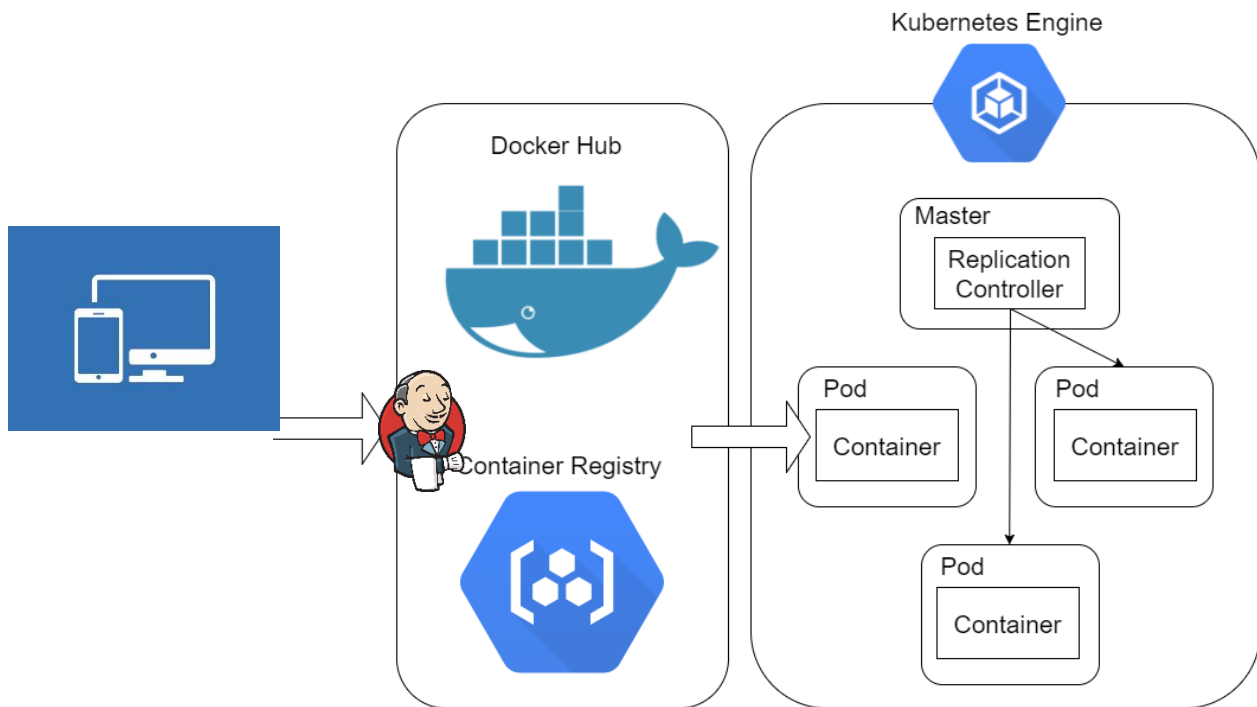 Kubernetes Engine
Docker Hub
Container Registry
Master
Replication
Controller
Pod
Container
Pod
Container
Pod
Container